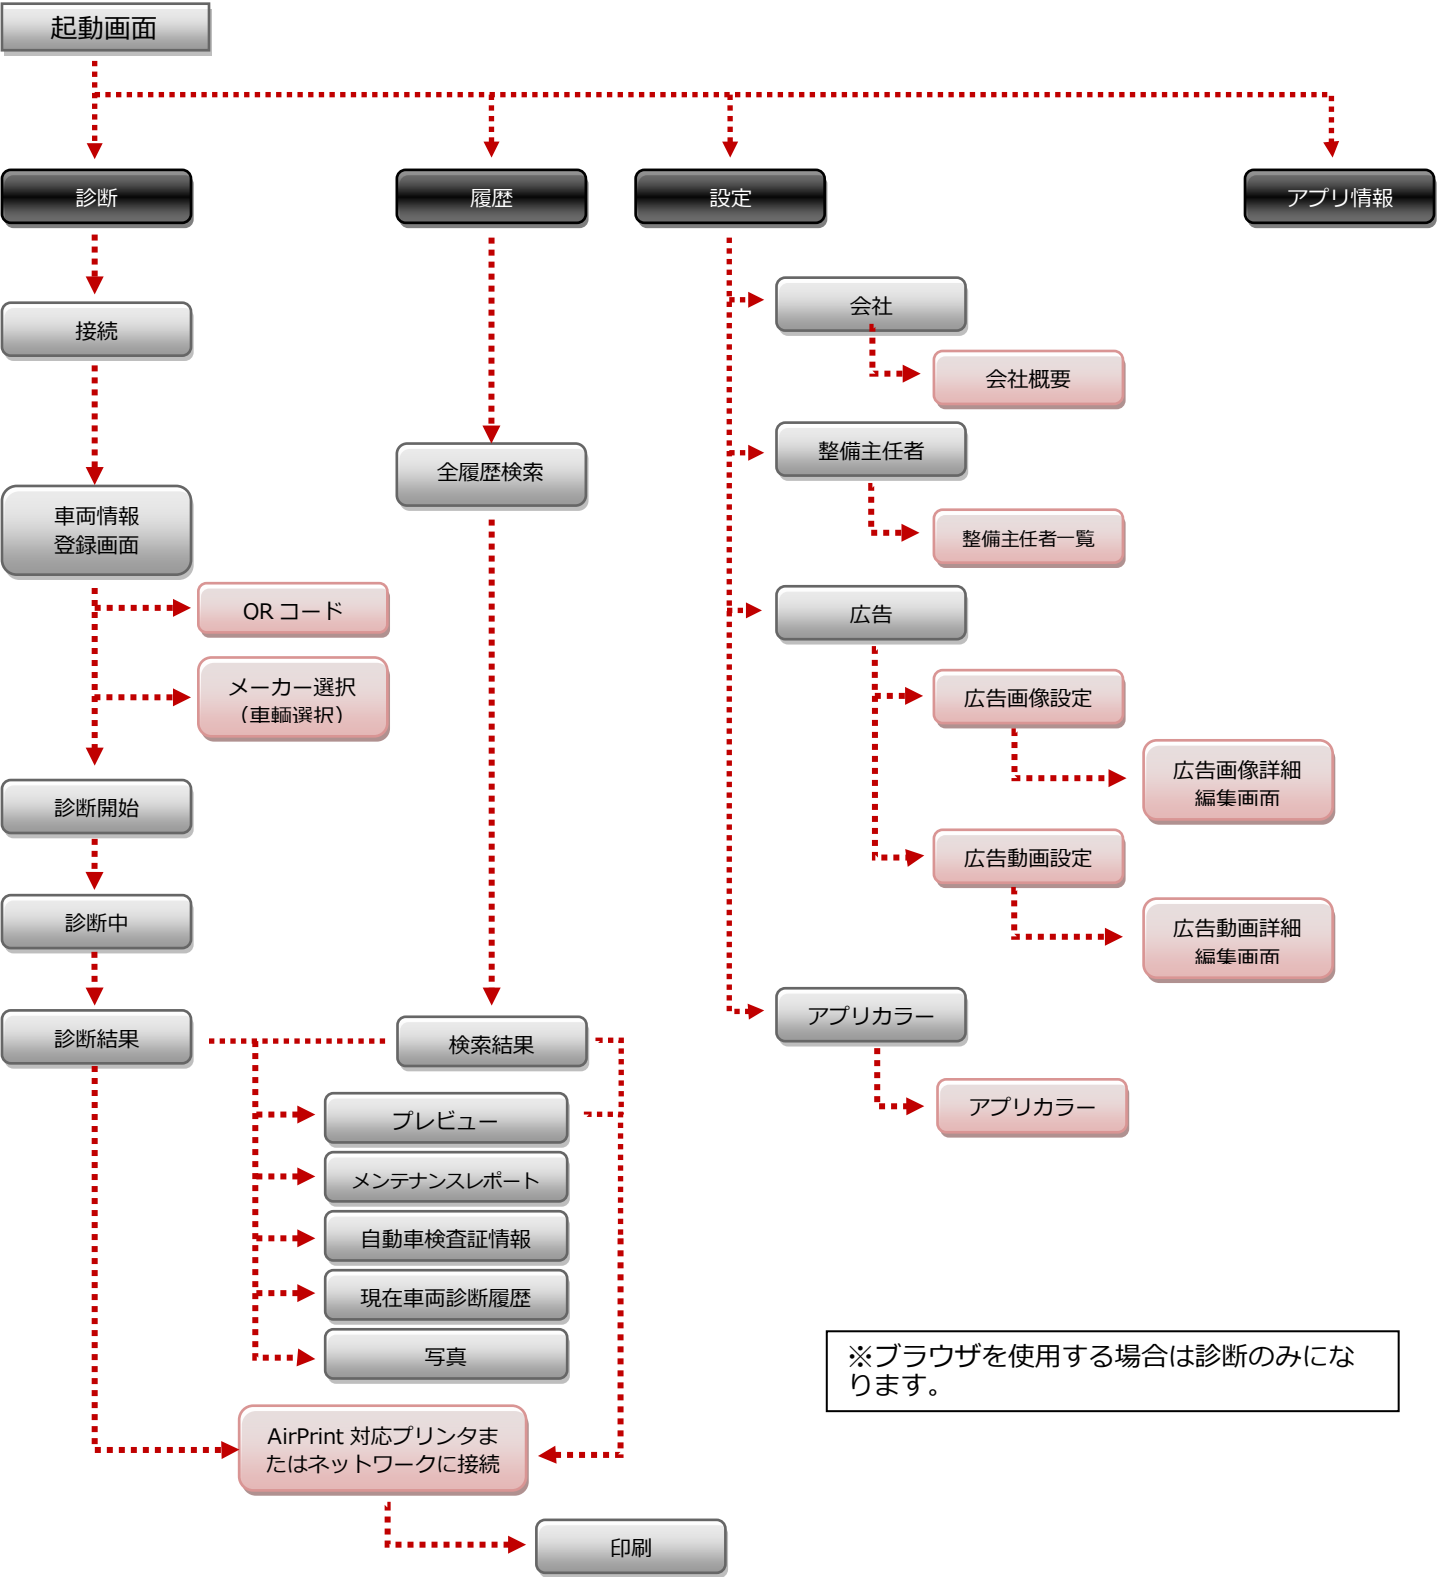 起動画面
診断
履歴
設定
アプリ情報
接続
車両情報
登録画面
QR コード
メーカー選択
（車輌選択）
診断開始
診断中
診断結果
全履歴検索
検索結果
プレビュー
メンテナンスレポート
自動車検査証情報
現在車両診断履歴
写真
AirPrint 対応プリンタま
たはネットワークに接続
印刷
会社
会社概要
整備主任者
整備主任者一覧
広告
広告画像設定
広告画像詳細
編集画面
広告動画設定
広告動画詳細
編集画面
アプリカラー
アプリカラー
※ブラウザを使用する場合は診断のみにな
ります。